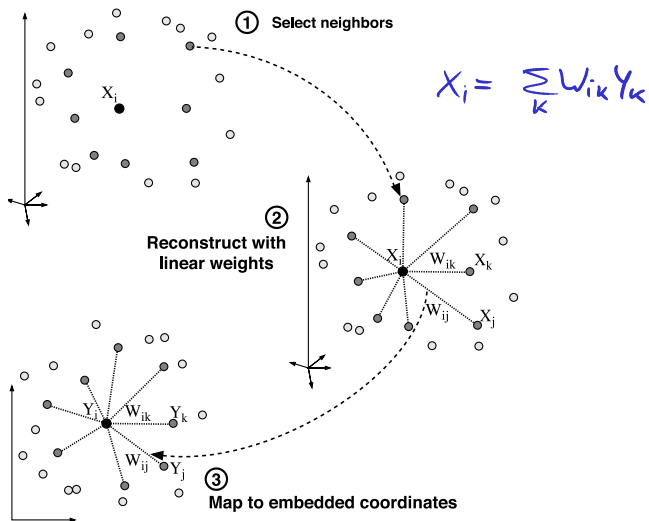 ① Select neighbors
X_i = Σ_K W_iK Y_K
X_i
②
Reconstruct with
linear weights
X_i
W_ik
X_k
W_ij
X_j
Y_i
W_ik
Y_k
W_ij
Y_j
③
Map to embedded coordinates